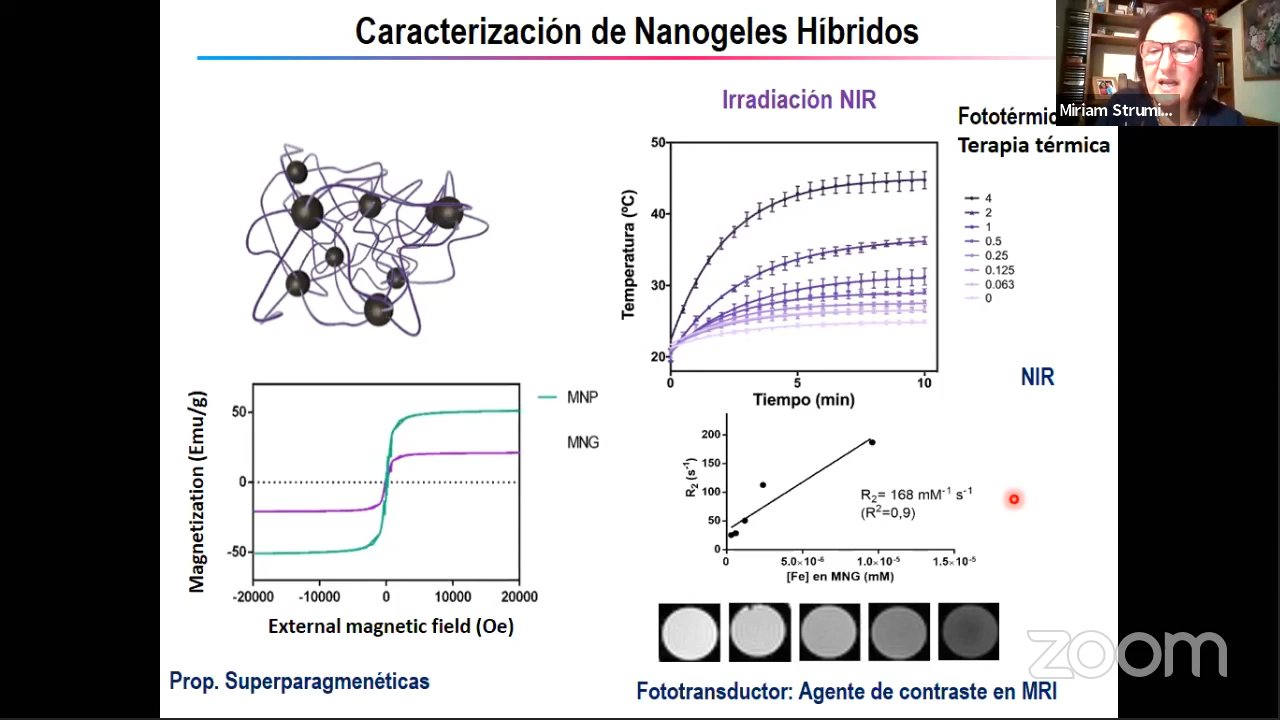 Caracterización de Nanogeles Híbridos
Miriam Strumi...
Irradiación NIR
Fototérmic
Terapia térmica
Temperatura (ºC)
50
40
30
20
0
5
10
Tiempo (min)
4
2
1
0.5
0.25
0.125
0.063
0
NIR
Magnetization (Emu/g)
50
0
-50
-20000
-10000
0
10000
20000
External magnetic field (Oe)
MNP
MNG
Prop. Superparagmenéticas
R2 (s-1)
200
150
100
50
0
0
5.0×10-6
1.0×10-5
1.5×10-5
[Fe] en MNG (mM)
R2= 168 mM-1 s-1
(R2=0,9)
Fototransductor: Agente de contraste en MRI
zoom